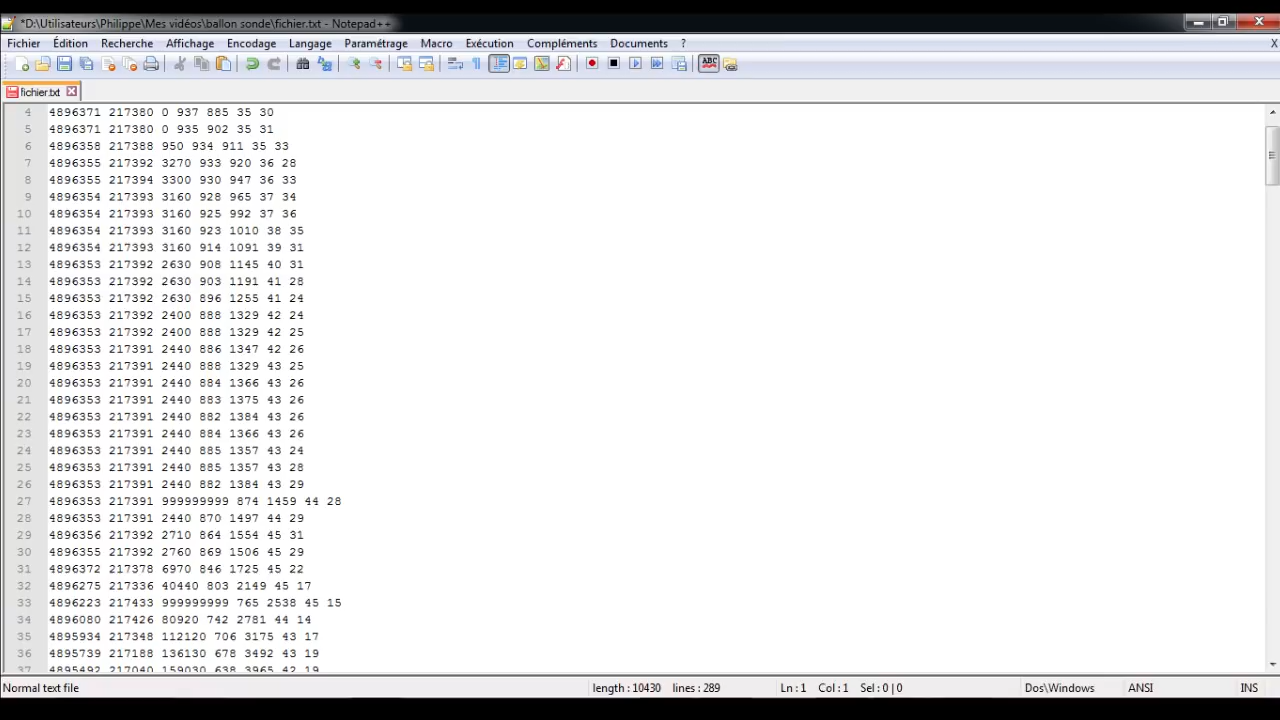 *D:\Utilisateurs\Philippe\Mes vidéos\ballon sonde\fichier.txt - Notepad++
Fichier Édition Recherche Affichage Encodage Langage Paramétrage Macro Exécution Compléments Documents ? X
fichier.txt
4 4896371 217380 0 937 885 35 30
5 4896371 217380 0 935 902 35 31
6 4896358 217388 950 934 911 35 33
7 4896355 217392 3270 933 920 36 28
8 4896355 217394 3300 930 947 36 33
9 4896354 217393 3160 928 965 37 34
10 4896354 217393 3160 925 992 37 36
11 4896354 217393 3160 923 1010 38 35
12 4896354 217393 3160 914 1091 39 31
13 4896353 217392 2630 908 1145 40 31
14 4896353 217392 2630 903 1191 41 28
15 4896353 217392 2630 896 1255 41 24
16 4896353 217392 2400 888 1329 42 24
17 4896353 217392 2400 888 1329 42 25
18 4896353 217391 2440 886 1347 42 26
19 4896353 217391 2440 888 1329 43 25
20 4896353 217391 2440 884 1366 43 26
21 4896353 217391 2440 883 1375 43 26
22 4896353 217391 2440 882 1384 43 26
23 4896353 217391 2440 884 1366 43 26
24 4896353 217391 2440 885 1357 43 24
25 4896353 217391 2440 885 1357 43 28
26 4896353 217391 2440 882 1384 43 29
27 4896353 217391 999999999 874 1459 44 28
28 4896353 217391 2440 870 1497 44 29
29 4896356 217392 2710 864 1554 45 31
30 4896355 217392 2760 869 1506 45 29
31 4896372 217378 6970 846 1725 45 22
32 4896275 217336 40440 803 2149 45 17
33 4896223 217433 999999999 765 2538 45 15
34 4896080 217426 80920 742 2781 44 14
35 4895934 217348 112120 706 3175 43 17
36 4895739 217188 136130 678 3492 43 19
37 4895492 217040 159030 638 3965 42 19
Normal text file length : 10430 lines : 289 Ln : 1 Col : 1 Sel : 0 | 0 Dos\Windows ANSI INS